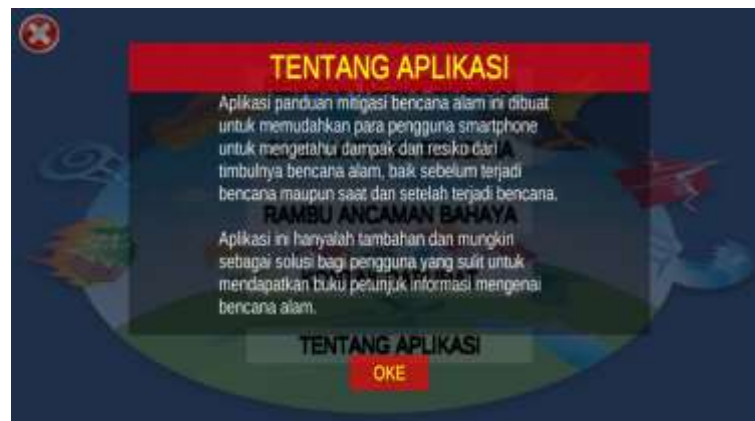 TENTANG APLIKASI
Aplikasi panduan mitigasi bencana alam ini dibuat
untuk memudahkan para pengguna smartphone
untuk mengetahui dampak dan resiko dari
timbulnya bencana alam, baik sebelum terjadi
bencana maupun saat dan setelah terjadi bencana.
RAMBU ANCAMAN BAHAYA
Aplikasi ini hanyalah tambahan dan mungkin
sebagai solusi bagi pengguna yang sulit untuk
mendapatkan buku petunjuk informasi mengenai
bencana alam.
TENTANG APLIKASI
OKE